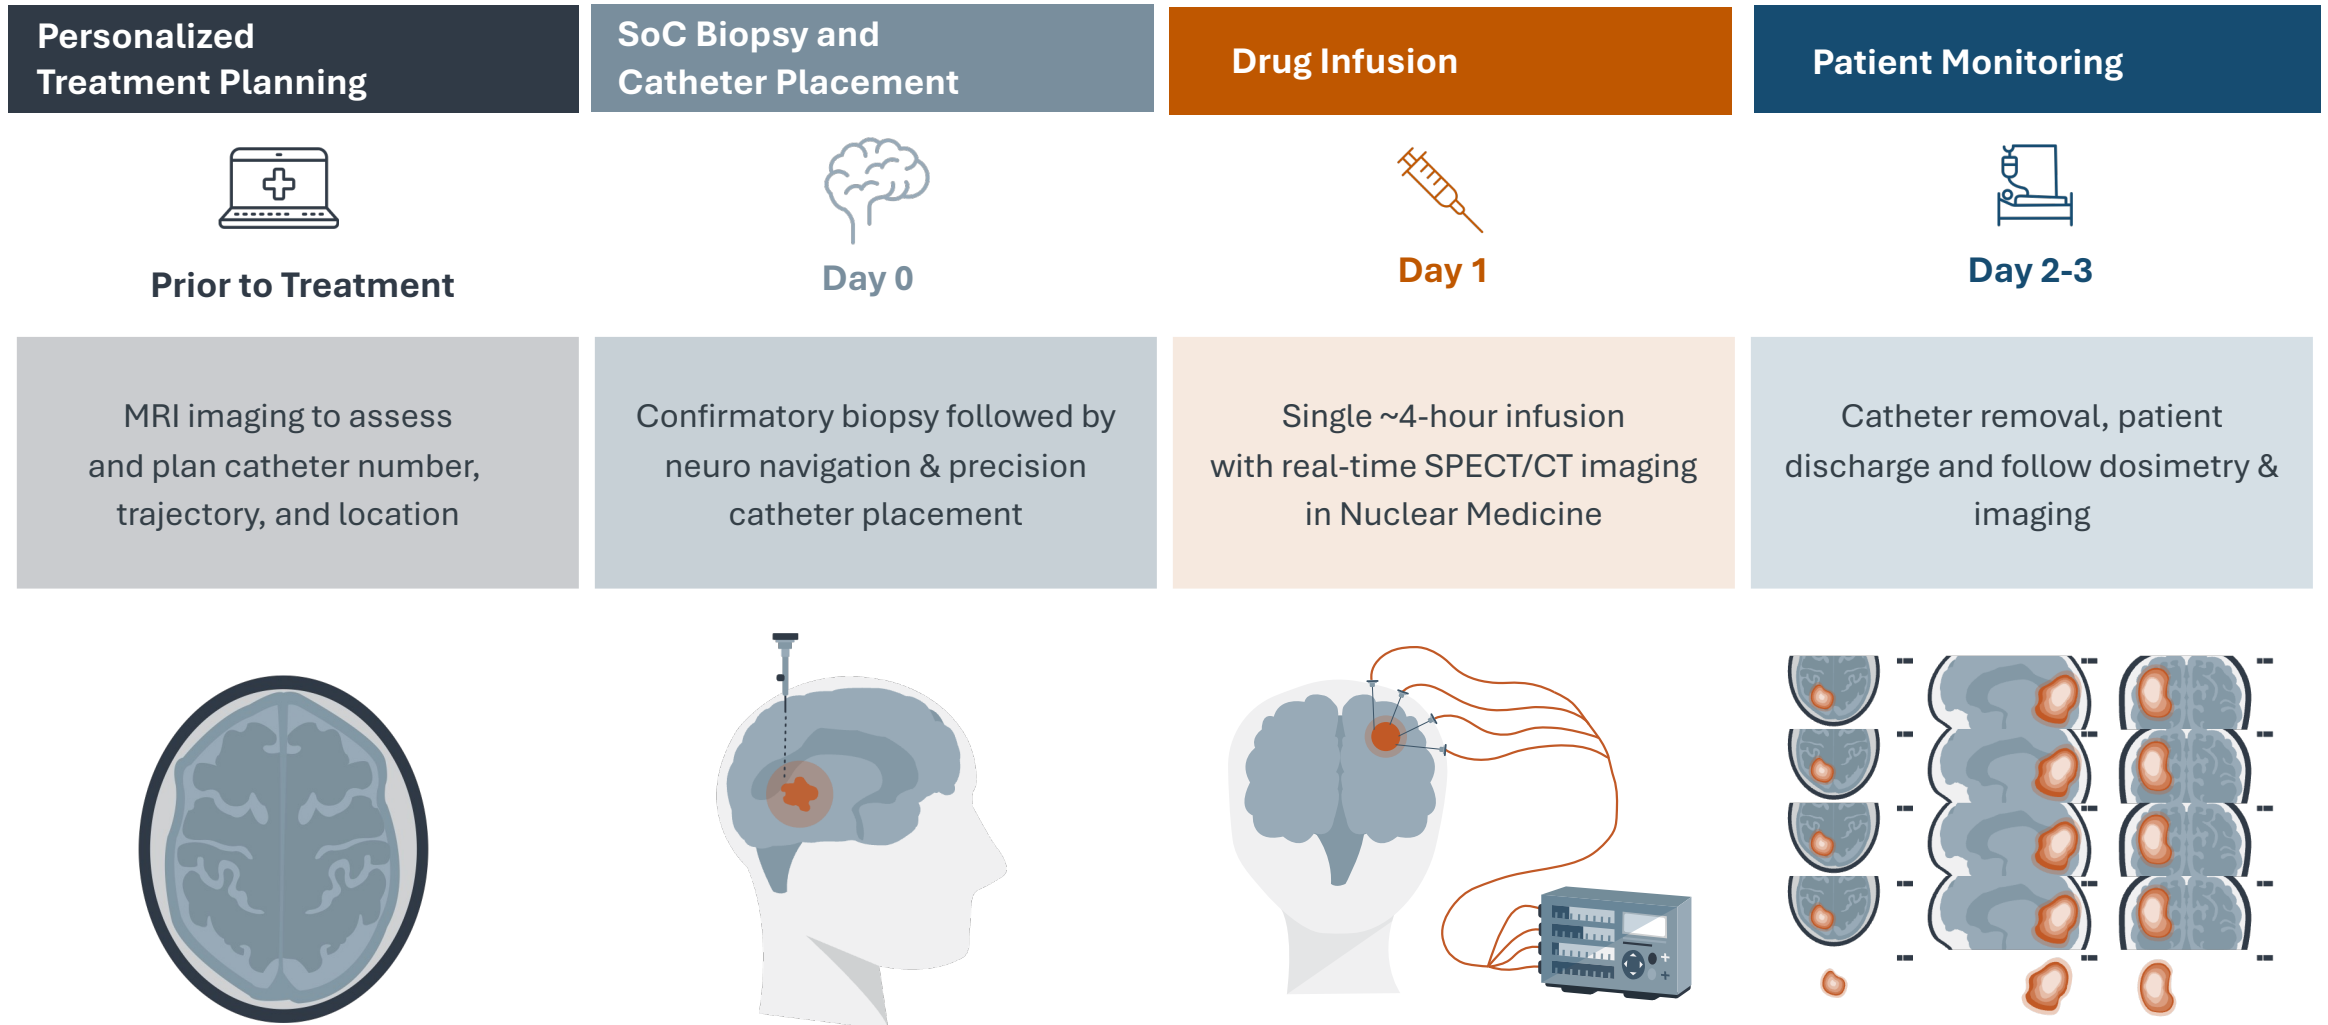 Personalized
Treatment Planning
Prior to Treatment
MRI imaging to assess
and plan catheter number,
trajectory, and location
SoC Biopsy and
Catheter Placement
Day 0
Confirmatory biopsy followed by
neuro navigation & precision
catheter placement
Drug Infusion
Day 1
Single ~4-hour infusion
with real-time SPECT/CT imaging
in Nuclear Medicine
Patient Monitoring
Day 2-3
Catheter removal, patient
discharge and follow dosimetry &
imaging